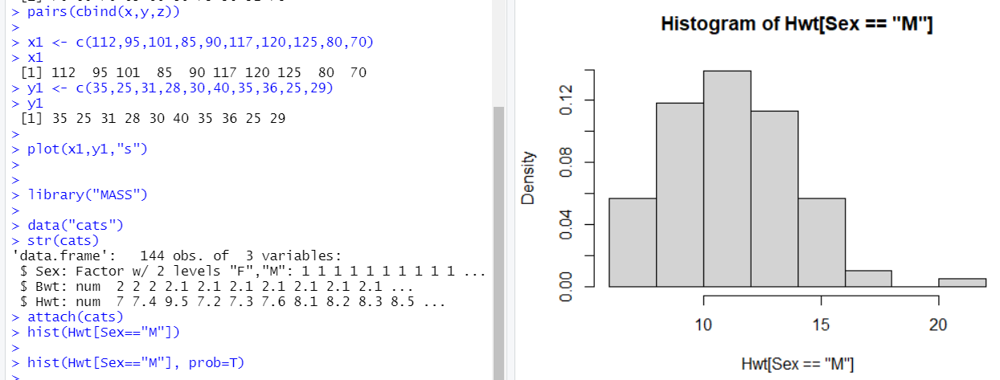 > pairs(cbind(x,y,z))
>
> x1 <- c(112,95,101,85,90,117,120,125,80,70)
> x1
[1] 112 95 101 85 90 117 120 125 80 70
> y1 <- c(35,25,31,28,30,40,35,36,25,29)
> y1
[1] 35 25 31 28 30 40 35 36 25 29
>
> plot(x1,y1,"s")
>
>
> library("MASS")
>
> data("cats")
> str(cats)
'data.frame': 144 obs. of 3 variables:
$ Sex: Factor w/ 2 levels "F","M": 1 1 1 1 1 1 1 1 1 1 ...
$ Bwt: num 2 2 2 2.1 2.1 2.1 2.1 2.1 2.1 2.1 ...
$ Hwt: num 7 7.4 9.5 7.2 7.3 7.6 8.1 8.2 8.3 8.5 ...
> attach(cats)
> hist(Hwt[Sex=="M"])
>
> hist(Hwt[Sex=="M"], prob=T)
>
Histogram of Hwt[Sex == "M"]
Density
0.12
0.08
0.04
0.00
10 15 20
Hwt[Sex == "M"]